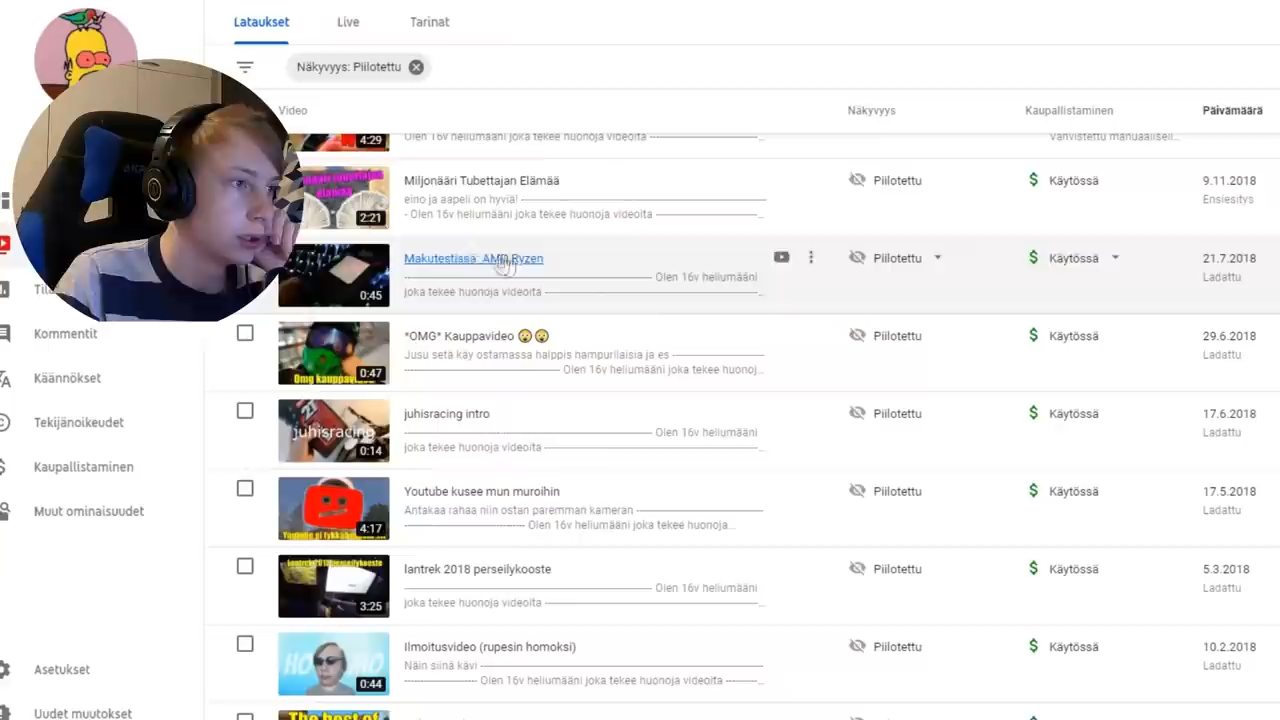 Lataukset
Live
Tarinat
Näkyvyys: Piilotettu
Video
Näkyvyys
Kaupallistaminen
Päivämäärä
4:29
Olen 16v heliumääni joka tekee huonoja videoita
Vahvistettu manuaalisell...
2:21
Miljonääri Tubettajan Elämää
eino ja aapeli on hyviä!
- Olen 16v heliumääni joka tekee huonoja videoita
Piilotettu
$ Käytössä
9.11.2018
Ensiesitys
0:45
Makutestissä AMD Ryzen
Olen 16v heliumääni
joka tekee huonoja videoita
Piilotettu
$ Käytössä
21.7.2018
Ladattu
Kommentit
Käännökset
Tekijänoikeudet
Kaupallistaminen
Muut ominaisuudet
Asetukset
Uudet muutokset
Omg kauppavideo
0:47
*OMG* Kauppavideo 😮😮
Jusu setä käy ostamassa halppis hampurilaisia ja es
Olen 16v heliumääni joka tekee huonoj...
Piilotettu
$ Käytössä
29.6.2018
Ladattu
juhisracing
0:14
juhisracing intro
Olen 16v heliumääni
joka tekee huonoja videoita
Piilotettu
$ Käytössä
17.6.2018
Ladattu
4:17
Youtube kusee mun muroihin
Antakaa rahaa niin ostan paremman kameran
Olen 16v heliumääni joka tekee huonoja...
Piilotettu
$ Käytössä
17.5.2018
Ladattu
Lantrek 2018 perseilykooste
3:25
lantrek 2018 perseilykooste
Olen 16v heliumääni
joka tekee huonoja videoita
Piilotettu
$ Käytössä
5.3.2018
Ladattu
0:44
Ilmoitusvideo (rupesin homoksi)
Näin siinä kävi
Olen 16v heliumääni joka tekee huonoja videoita
Piilotettu
$ Käytössä
10.2.2018
Ladattu
The best of